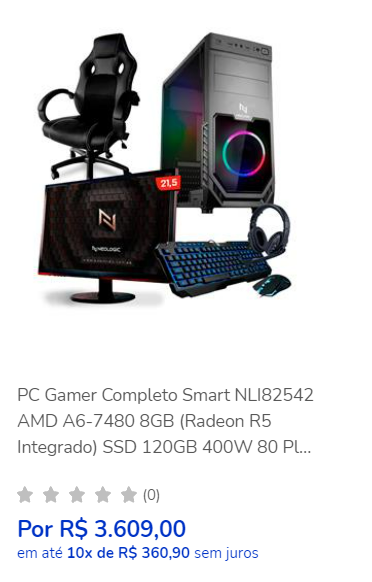 21,5
NEOLOGIC
PC Gamer Completo Smart NLI82542
AMD A6-7480 8GB (Radeon R5
Integrado) SSD 120GB 400W 80 Pl...
(0)
Por R$ 3.609,00
em até 10x de R$ 360,90 sem juros